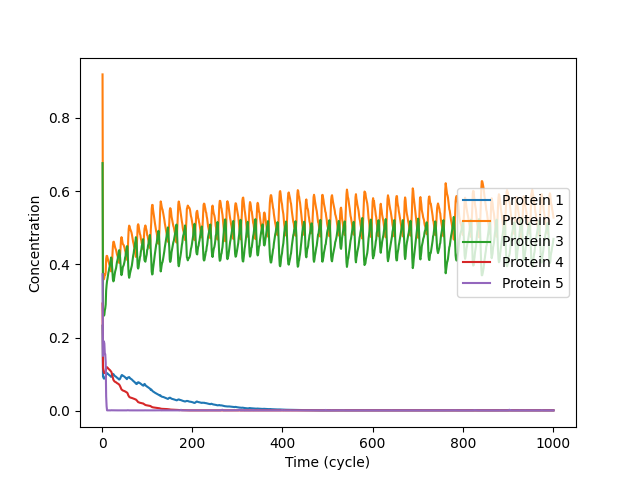 Concentration
0.8
0.6
0.4
0.2
0.0
Protein 1
Protein 2
Protein 3
Protein 4
Protein 5
0
200
400
600
800
1000
Time (cycle)